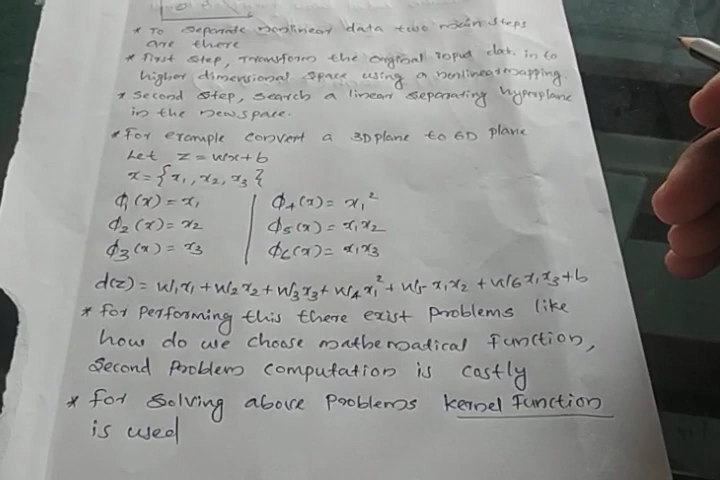 * To separate nonlinear data two main steps
are there
* first step, Transform the original input data in to
higher dimensional space using a nonlinear mapping.
* Second step, search a linear separating hyperplane
in the new space.
* For example convert a 3D plane to 6D plane
Let z = wx+b
x = {x₁, x₂, x₃}
ϕ₁(x) = x₁ | ϕ₄(x) = x₁²
ϕ₂(x) = x₂ | ϕ₅(x) = x₁x₂
ϕ₃(x) = x₃ | ϕ₆(x) = x₁x₃
d(z) = w₁x₁ + w₂x₂ + w₃x₃ + w₄x₁² + w₅x₁x₂ + w₆x₁x₃ + b
* for performing this there exist problems like
how do we choose mathematical function,
second problem computation is costly
* for solving above problems kernel function
is used